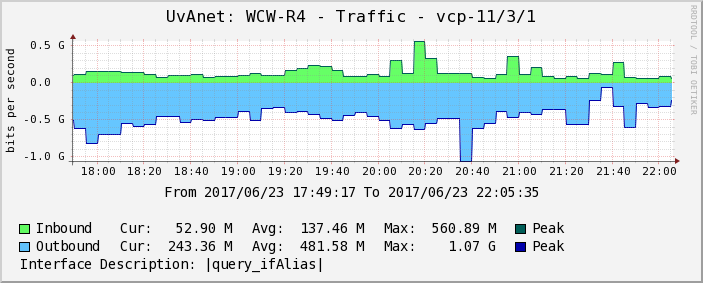 UvAnet: WCW-R4 - Traffic - vcp-11/3/1
RRDTOOL / TOBI OETIKER
bits per second
0.5 G
0.0
-0.5 G
-1.0 G
18:00 18:20 18:40 19:00 19:20 19:40 20:00 20:20 20:40 21:00 21:20 21:40 22:00
From 2017/06/23 17:49:17 To 2017/06/23 22:05:35
Inbound Cur: 52.90 M Avg: 137.46 M Max: 560.89 M Peak
Outbound Cur: 243.36 M Avg: 481.58 M Max: 1.07 G Peak
Interface Description: |query_ifAlias|